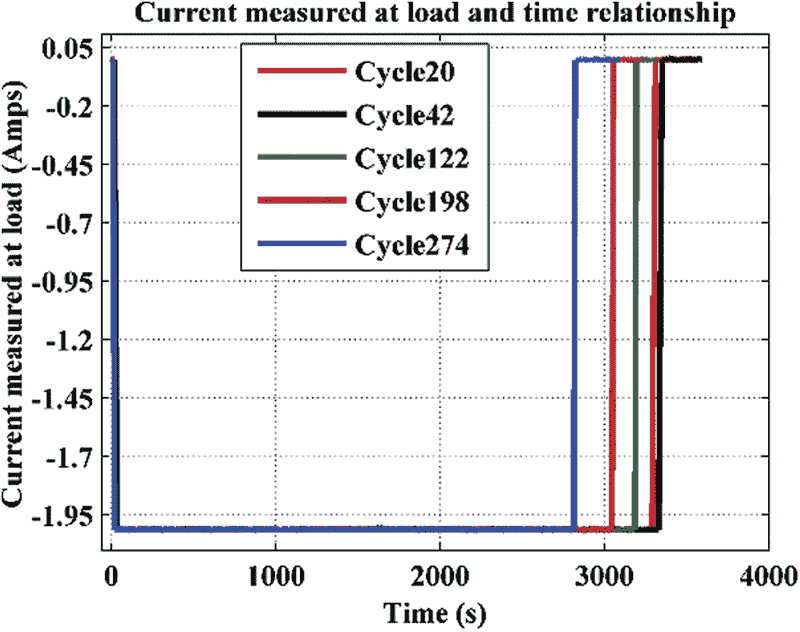 Current measured at load and time relationship
Current measured at load (Amps)
0.05
-0.2
-0.45
-0.7
-0.95
-1.2
-1.45
-1.7
-1.95
Cycle20
Cycle42
Cycle122
Cycle198
Cycle274
0 1000 2000 3000 4000
Time (s)